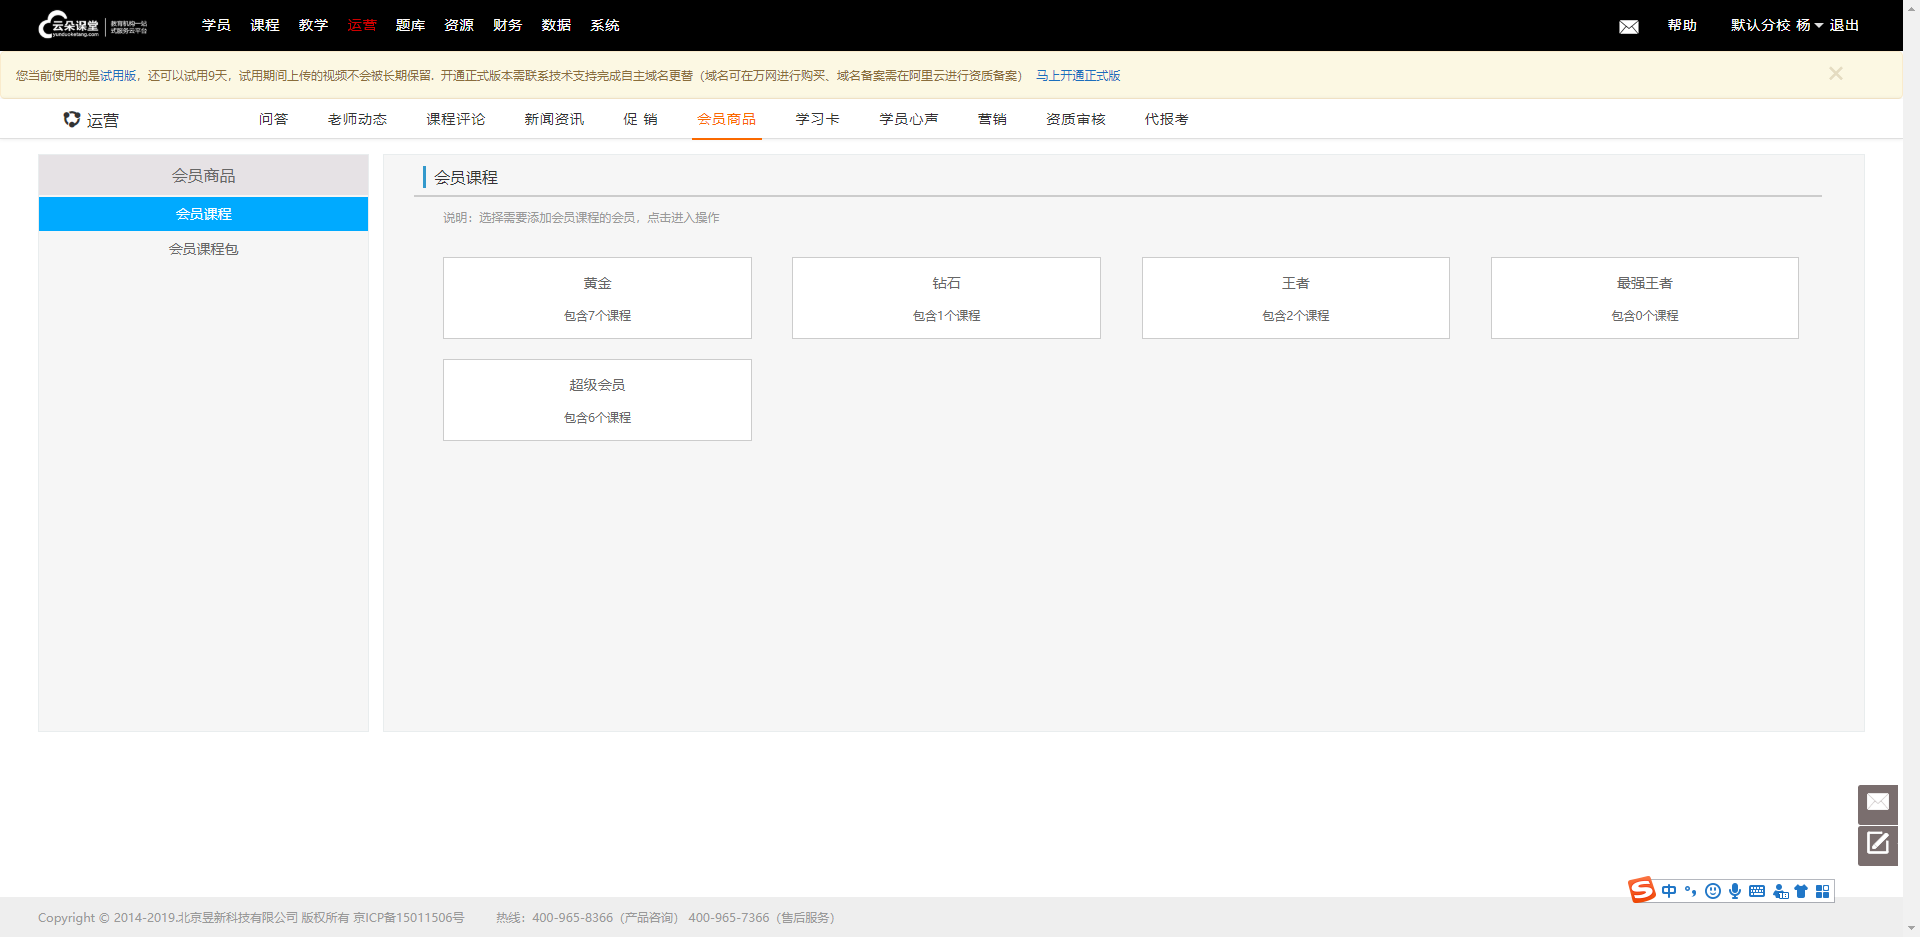 云朵课堂 yunduoketang.com 教育机构一站式服务云平台
学员 课程 教学 运营 题库 资源 财务 数据 系统 帮助 默认分校 杨 退出
您当前使用的是试用版，还可以试用9天，试用期间上传的视频不会被长期保留. 开通正式版本需联系技术支持完成自主域名更替（域名可在万网进行购买、域名备案需在阿里云进行资质备案） 马上开通正式版 ×
运营 问答 老师动态 课程评论 新闻资讯 促 销 会员商品 学习卡 学员心声 营销 资质审核 代报考
会员商品
会员课程
会员课程包
会员课程
说明：选择需要添加会员课程的会员，点击进入操作
黄金
包含7个课程
钻石
包含1个课程
王者
包含2个课程
最强王者
包含0个课程
超级会员
包含6个课程
S 中
Copyright © 2014-2019.北京昱新科技有限公司 版权所有 京ICP备15011506号 热线：400-965-8366（产品咨询） 400-965-7366（售后服务）